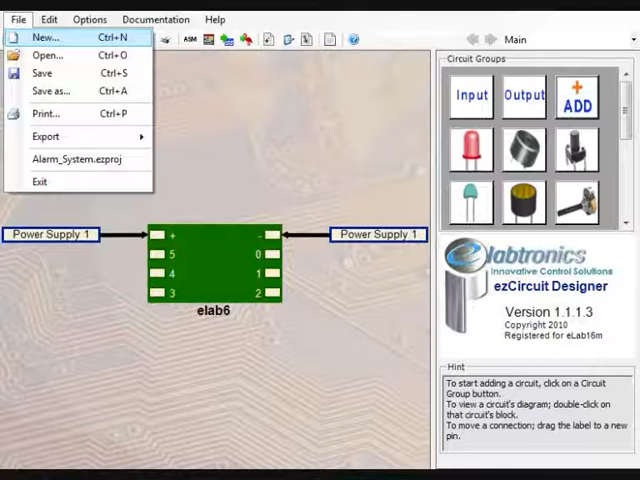 File Edit Options Documentation Help
New... Ctrl+N
Open... Ctrl+O
Save Ctrl+S
Save as... Ctrl+A
Print... Ctrl+P
Export
Alarm_System.ezproj
Exit
ASM
Main
Circuit Groups
Input Output + ADD
Power Supply 1
+ -
5 0
4 1
3 2
Power Supply 1
elab6
elabtronics
Innovative Control Solutions
ezCircuit Designer
Version 1.1.1.3
Copyright 2010
Registered for eLab16m
Hint
To start adding a circuit, click on a Circuit
Group button.
To view a circuit's diagram; double-click on
that circuit's block.
To move a connection; drag the label to a new
pin.